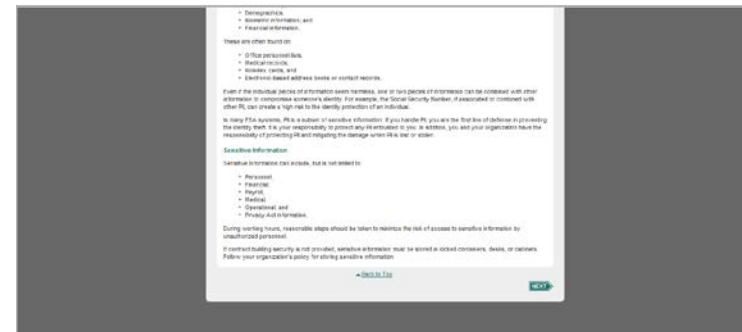 Demographics,
Biometric information, and
Financial information.
These are often found on:
Office personnel lists,
Medical records,
Rolodex cards, and
Electronic-based address books or contact records.
Even if the individual pieces of information seem harmless, one or two pieces of information can be combined with other
information to compromise someone's identity. For example, the Social Security Number, if associated or combined with
other PII, can create a high risk to the identity protection of an individual.
In many FSA systems, PII is a subset of sensitive information. If you handle PII, you are the first line of defense in preventing
the identity theft. It is your responsibility to protect any PII entrusted to you. In addition, you and your organization have the
responsibility of protecting PII and mitigating the damage when PII is lost or stolen.
Sensitive Information
Sensitive information can include, but is not limited to:
Personnel,
Financial,
Payroll,
Medical,
Operational, and
Privacy Act information.
During working hours, reasonable steps should be taken to minimize the risk of access to sensitive information by
unauthorized personnel.
If contract building security is not provided, sensitive information must be stored in locked containers, desks, or cabinets.
Follow your organization's policy for storing sensitive information.
Back to Top
NEXT